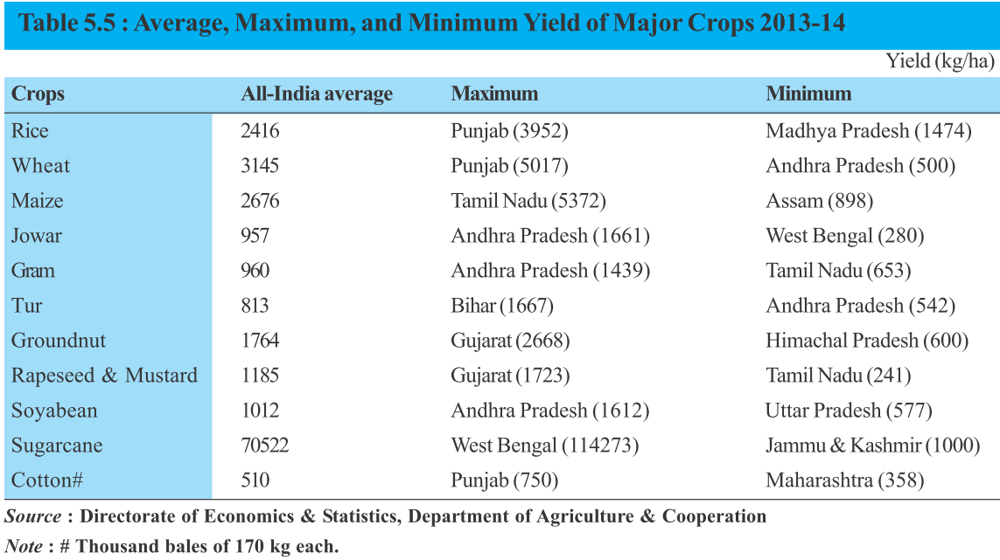 Table 5.5 : Average, Maximum, and Minimum Yield of Major Crops 2013-14
Yield (kg/ha)
Crops All-India average Maximum Minimum
Rice 2416 Punjab (3952) Madhya Pradesh (1474)
Wheat 3145 Punjab (5017) Andhra Pradesh (500)
Maize 2676 Tamil Nadu (5372) Assam (898)
Jowar 957 Andhra Pradesh (1661) West Bengal (280)
Gram 960 Andhra Pradesh (1439) Tamil Nadu (653)
Tur 813 Bihar (1667) Andhra Pradesh (542)
Groundnut 1764 Gujarat (2668) Himachal Pradesh (600)
Rapeseed & Mustard 1185 Gujarat (1723) Tamil Nadu (241)
Soyabean 1012 Andhra Pradesh (1612) Uttar Pradesh (577)
Sugarcane 70522 West Bengal (114273) Jammu & Kashmir (1000)
Cotton# 510 Punjab (750) Maharashtra (358)
Source : Directorate of Economics & Statistics, Department of Agriculture & Cooperation
Note : # Thousand bales of 170 kg each.